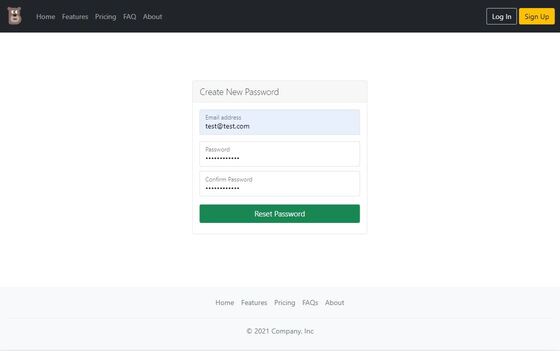 Home Features Pricing FAQ About Log In Sign Up
Create New Password
Email address
test@test.com
Password
••••••••••••
Confirm Password
••••••••••••
Reset Password
Home Features Pricing FAQs About
© 2021 Company, Inc